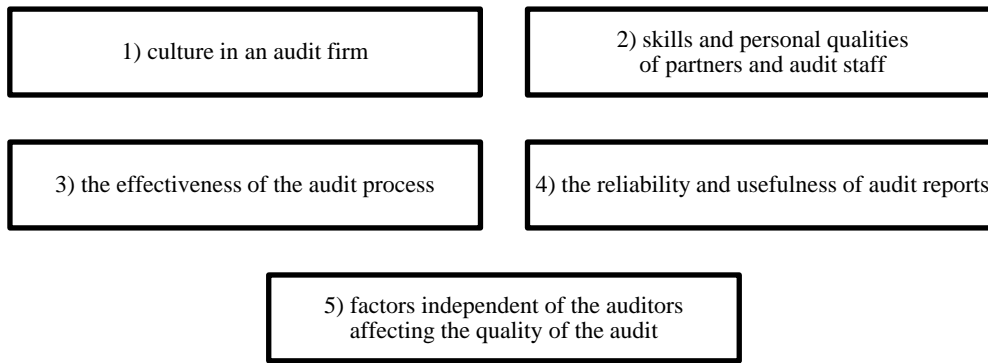 1) culture in an audit firm
2) skills and personal qualities
of partners and audit staff
3) the effectiveness of the audit process
4) the reliability and usefulness of audit reports
5) factors independent of the auditors
affecting the quality of the audit